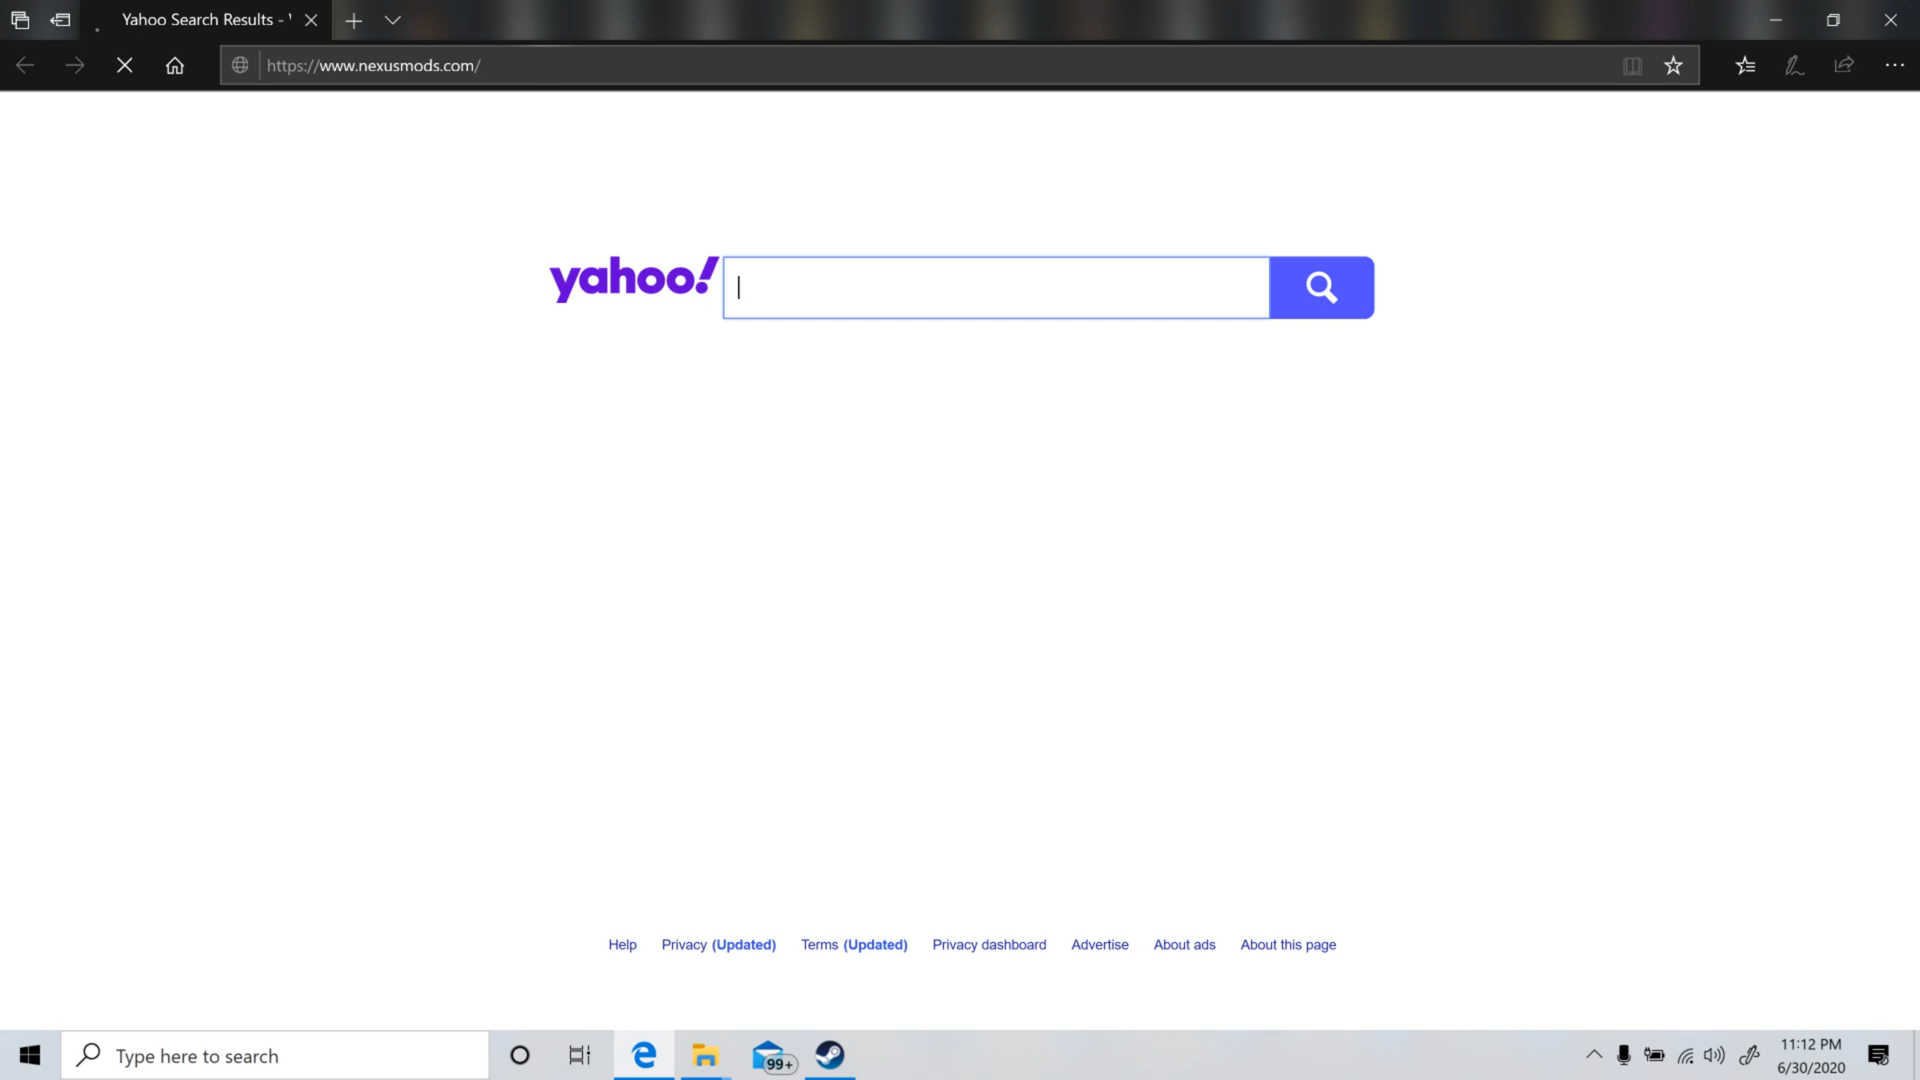 Yahoo Search Results - '
https://www.nexusmods.com/
yahoo!
Help Privacy (Updated) Terms (Updated) Privacy dashboard Advertise About ads About this page
Type here to search
99+
11:12 PM
6/30/2020